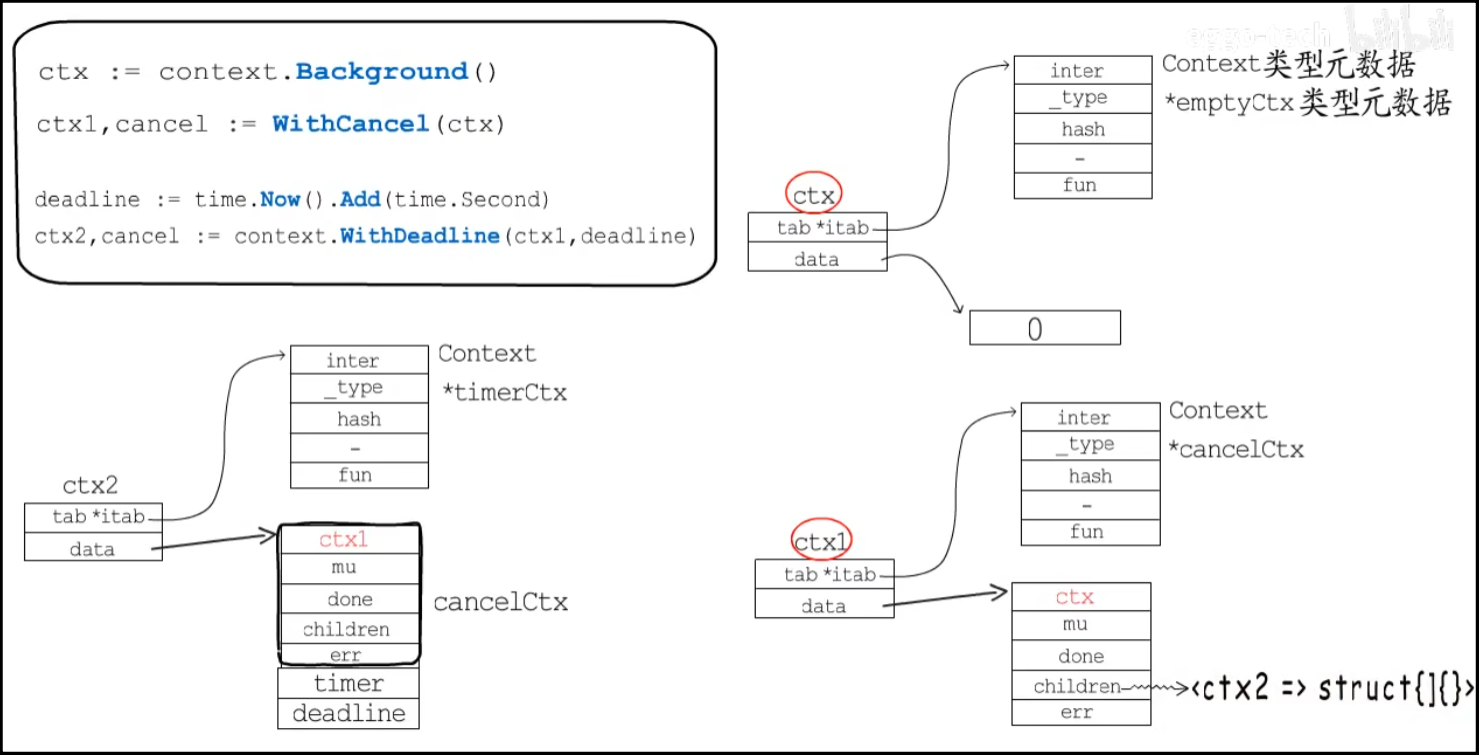 ctx := context.Background()
ctx1,cancel := WithCancel(ctx)
deadline := time.Now().Add(time.Second)
ctx2,cancel := context.WithDeadline(ctx1,deadline)
eggo-tech bilibili
inter
Context类型元数据
_type
*emptyCtx类型元数据
hash
-
fun
ctx
tab *itab
data
0
inter
Context
_type
*timerCtx
hash
-
fun
ctx2
tab *itab
data
ctx1
mu
done
cancelCtx
children
err
timer
deadline
inter
Context
_type
*cancelCtx
hash
-
fun
ctx1
tab *itab
data
ctx
mu
done
children
<ctx2 => struct{]{}>
err